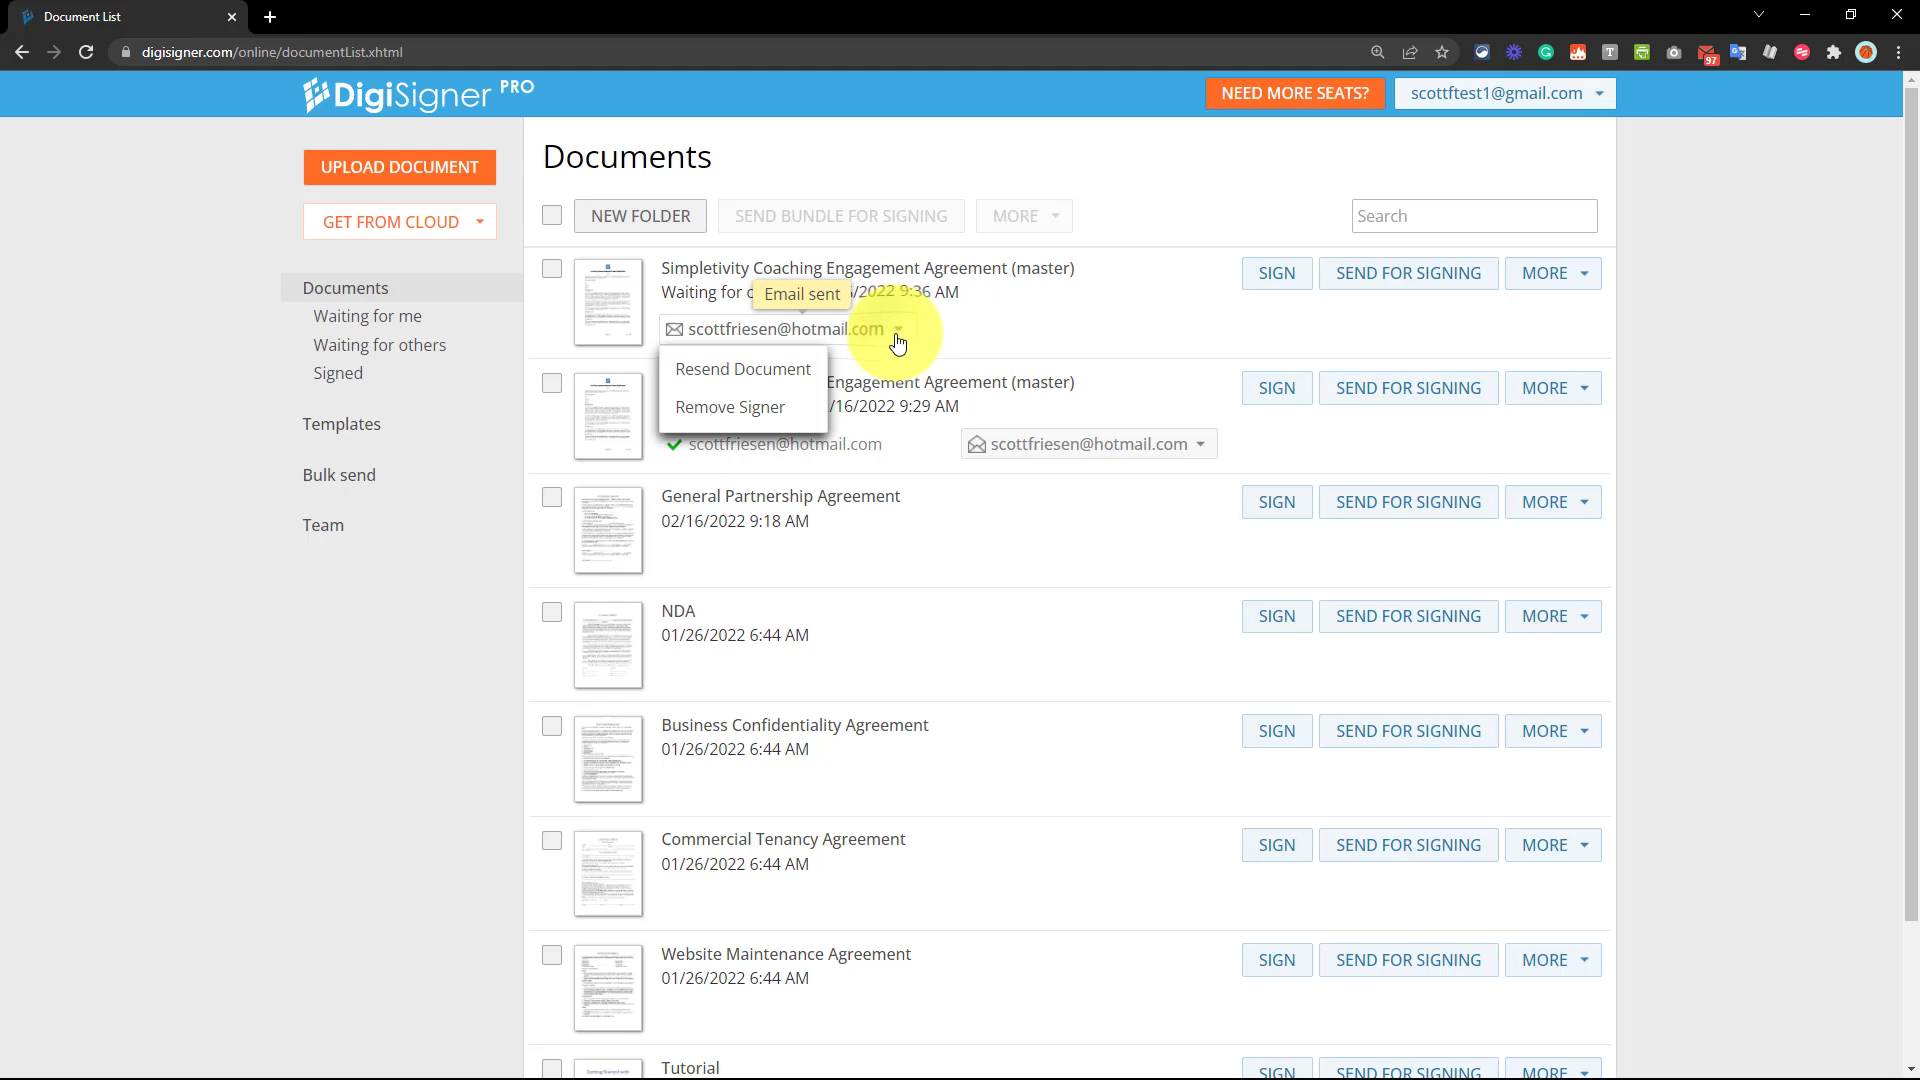 Document List
digisigner.com/online/documentList.xhtml
97
DigiSigner PRO
NEED MORE SEATS?
scottftest1@gmail.com
UPLOAD DOCUMENT
GET FROM CLOUD
Documents
Waiting for me
Waiting for others
Signed
Templates
Bulk send
Team
Documents
NEW FOLDER
SEND BUNDLE FOR SIGNING
MORE
Search
Simpletivity Coaching Engagement Agreement (master)
Waiting for
/2022 9:36 AM
Email sent
scottfriesen@hotmail.com
Resend Document
Remove Signer
SIGN
SEND FOR SIGNING
MORE
Engagement Agreement (master)
/16/2022 9:29 AM
scottfriesen@hotmail.com
scottfriesen@hotmail.com
SIGN
SEND FOR SIGNING
MORE
General Partnership Agreement
02/16/2022 9:18 AM
SIGN
SEND FOR SIGNING
MORE
NDA
01/26/2022 6:44 AM
SIGN
SEND FOR SIGNING
MORE
Business Confidentiality Agreement
01/26/2022 6:44 AM
SIGN
SEND FOR SIGNING
MORE
Commercial Tenancy Agreement
01/26/2022 6:44 AM
SIGN
SEND FOR SIGNING
MORE
Website Maintenance Agreement
01/26/2022 6:44 AM
SIGN
SEND FOR SIGNING
MORE
Getting Started with
Tutorial
SIGN
SEND FOR SIGNING
MORE